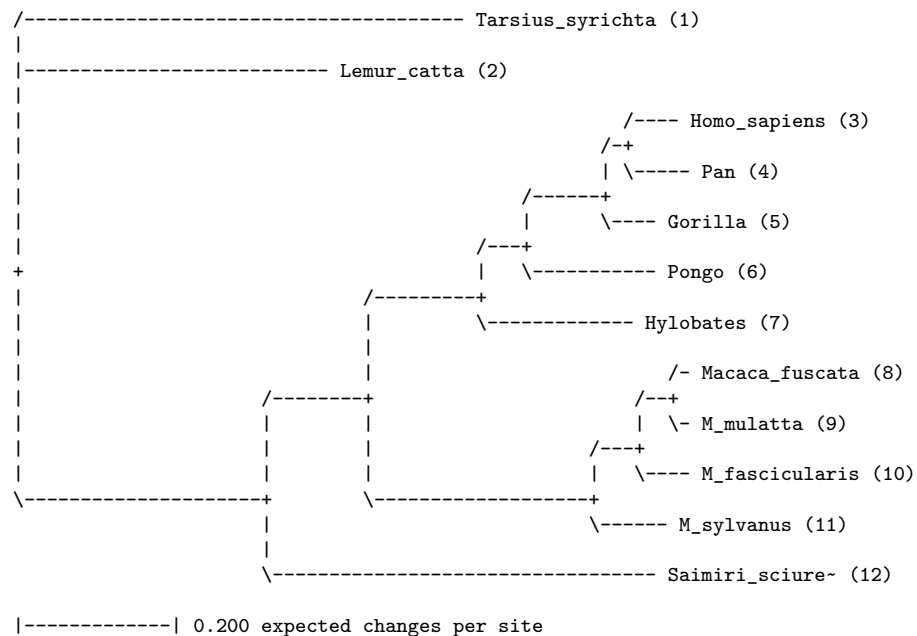 Tarsius_syrichta (1)
Lemur_catta (2)
Homo_sapiens (3)
Pan (4)
Gorilla (5)
Pongo (6)
Hylobates (7)
Macaca_fuscata (8)
M_mulatta (9)
M_fascicularis (10)
M_sylvanus (11)
Saimiri_sciure~ (12)
0.200 expected changes per site